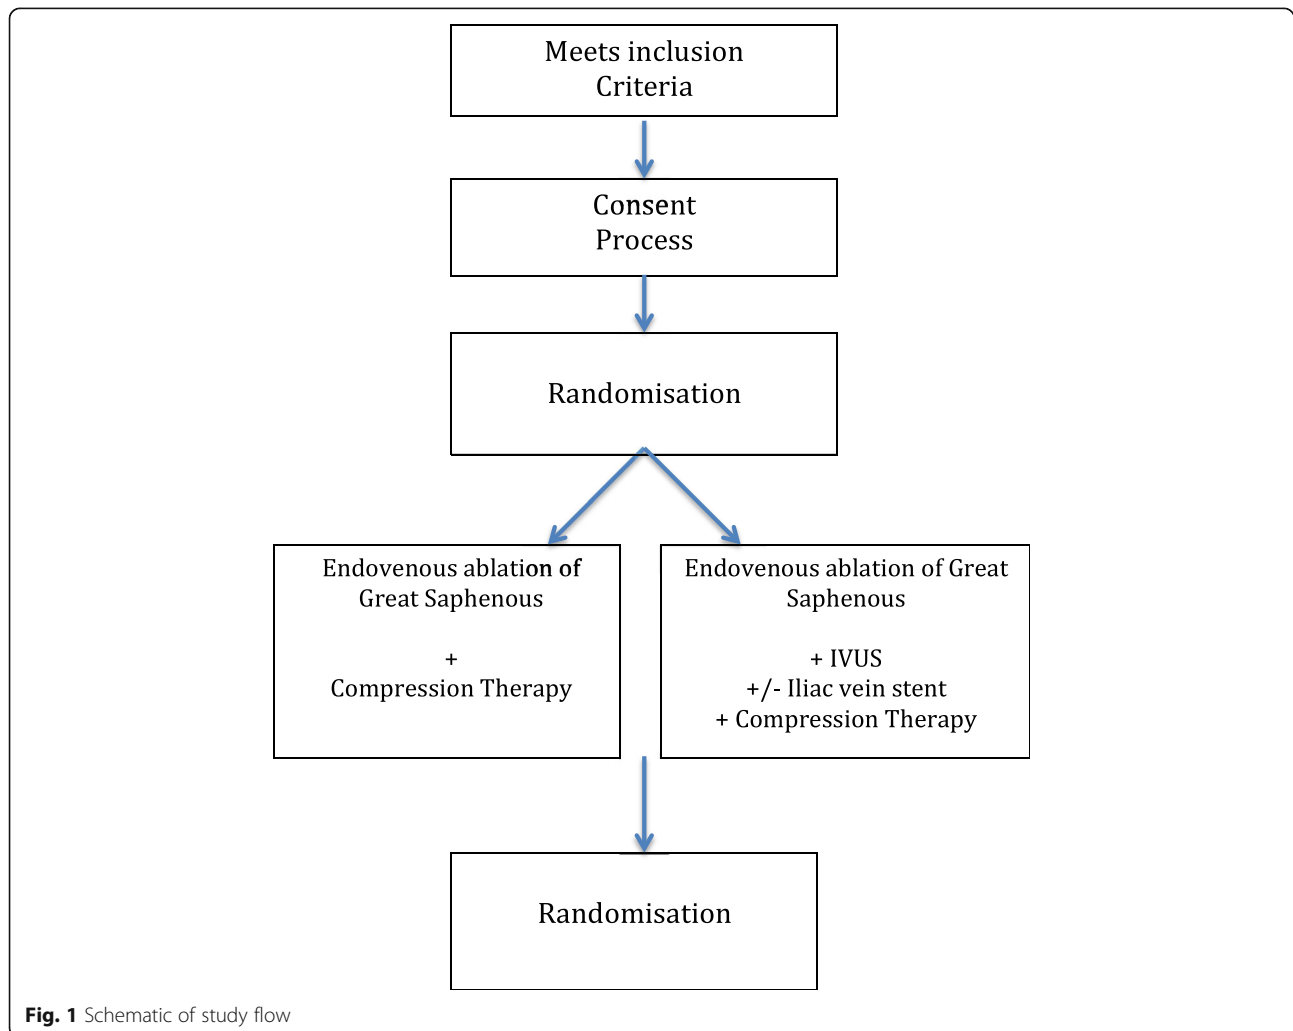 Meets inclusion
Criteria
Consent
Process
Randomisation
Endovenous ablation of
Great Saphenous
+
Compression Therapy
Endovenous ablation of Great
Saphenous
+ IVUS
+/- Iliac vein stent
+ Compression Therapy
Randomisation
Fig. 1 Schematic of study flow